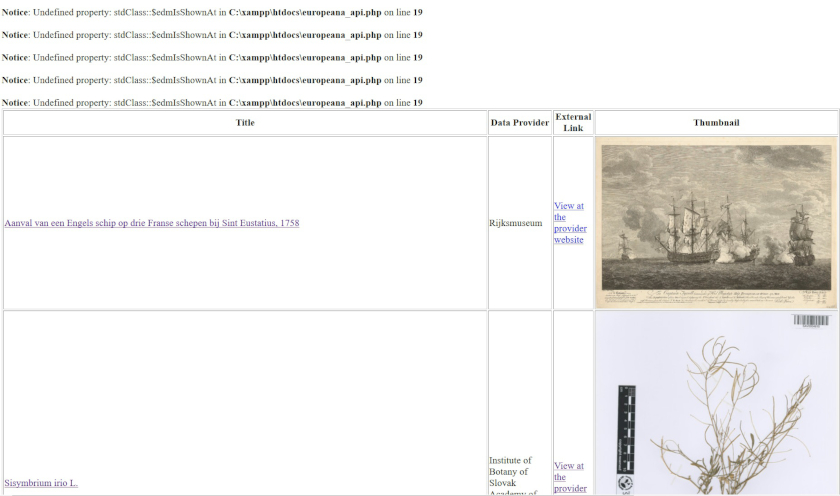 Notice: Undefined property: stdClass::$edmIsShownAt in C:\xampp\htdocs\europeana_api.php on line 19
Notice: Undefined property: stdClass::$edmIsShownAt in C:\xampp\htdocs\europeana_api.php on line 19
Notice: Undefined property: stdClass::$edmIsShownAt in C:\xampp\htdocs\europeana_api.php on line 19
Notice: Undefined property: stdClass::$edmIsShownAt in C:\xampp\htdocs\europeana_api.php on line 19
Notice: Undefined property: stdClass::$edmIsShownAt in C:\xampp\htdocs\europeana_api.php on line 19
Title
Data Provider
External
Link
Thumbnail
Aanval van een Engels schip op drie Franse schepen bij Sint Eustatius, 1758
Rijksmuseum
View at
the
provider
website
Sisymbrium irio L.
Institute of
Botany of
Slovak
Academy of
View at
the
provider